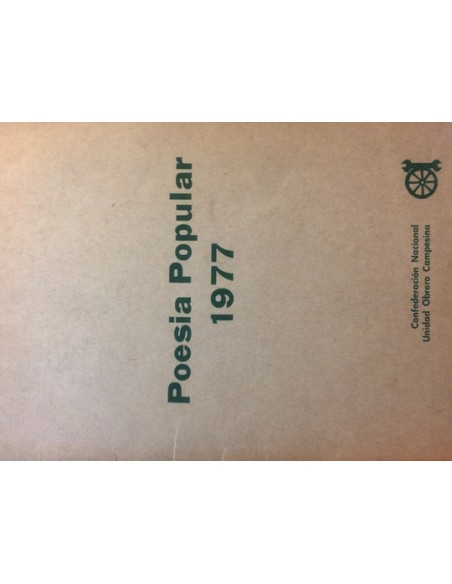 Poesia Popular
1977
Confederación Nacional
Unidad Obrero Campesina